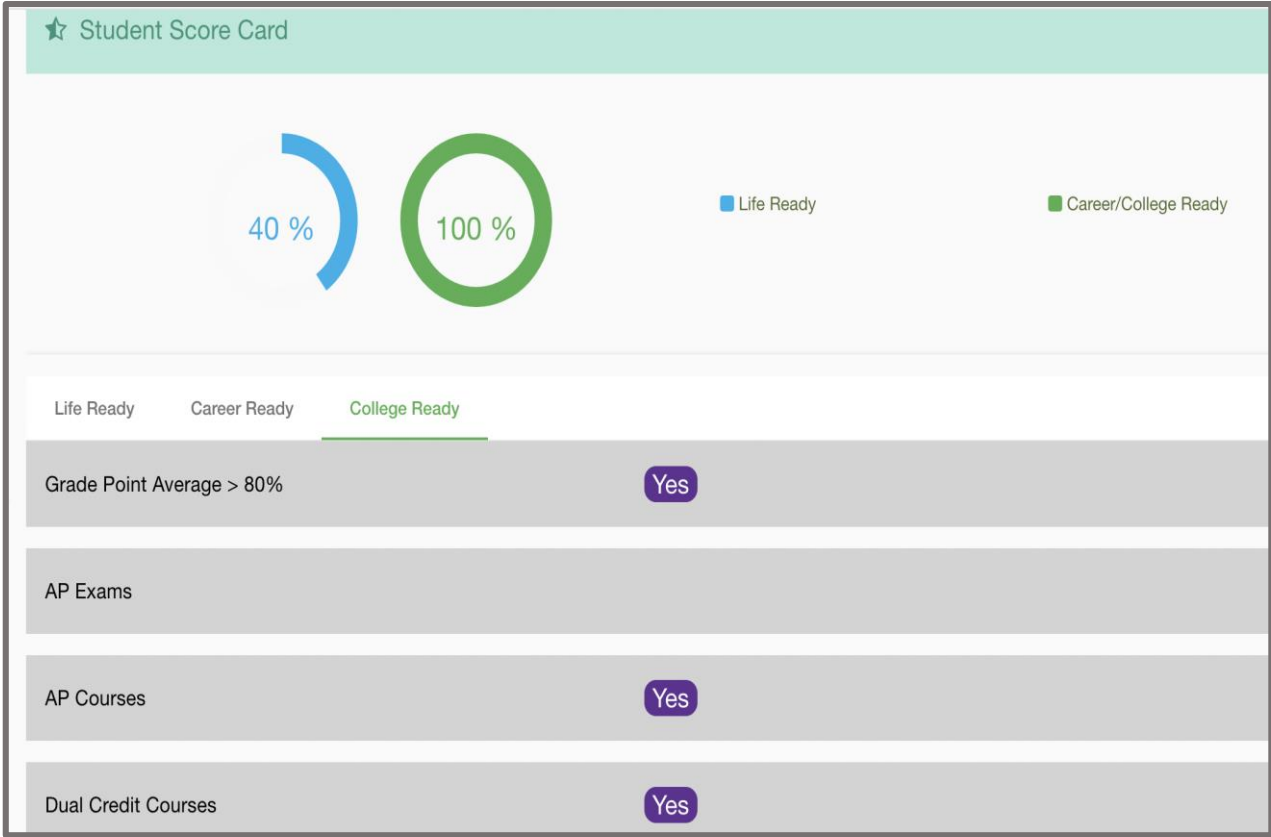 Student Score Card
40 %
100 %
Life Ready
Career/College Ready
Life Ready
Career Ready
College Ready
Grade Point Average > 80%
Yes
AP Exams
AP Courses
Yes
Dual Credit Courses
Yes